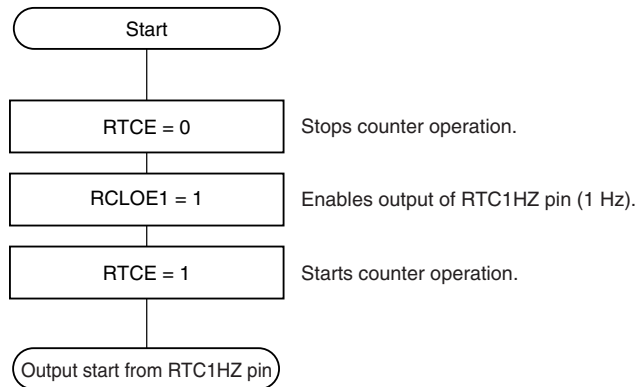 Start
RTCE = 0 Stops counter operation.
RCLOE1 = 1 Enables output of RTC1HZ pin (1 Hz).
RTCE = 1 Starts counter operation.
Output start from RTC1HZ pin